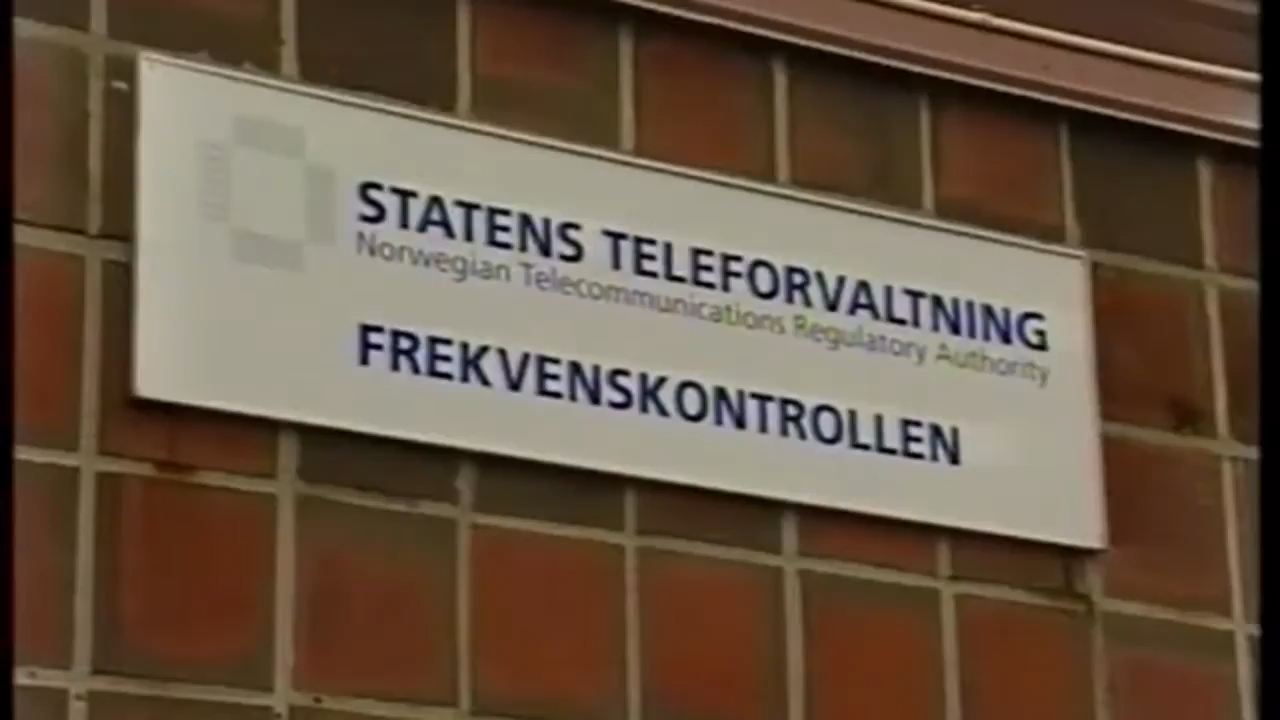 STATENS TELEFORVALTNING
Norwegian Telecommunications Regulatory Authority
FREKVENSKONTROLLEN